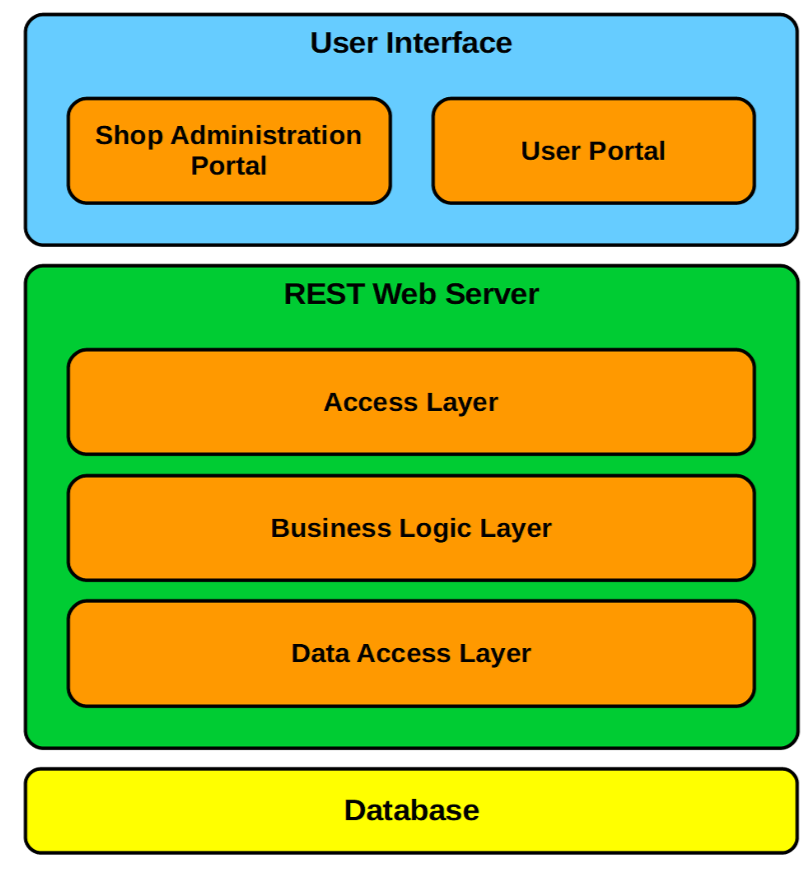 User Interface
Shop Administration
Portal
User Portal
REST Web Server
Access Layer
Business Logic Layer
Data Access Layer
Database